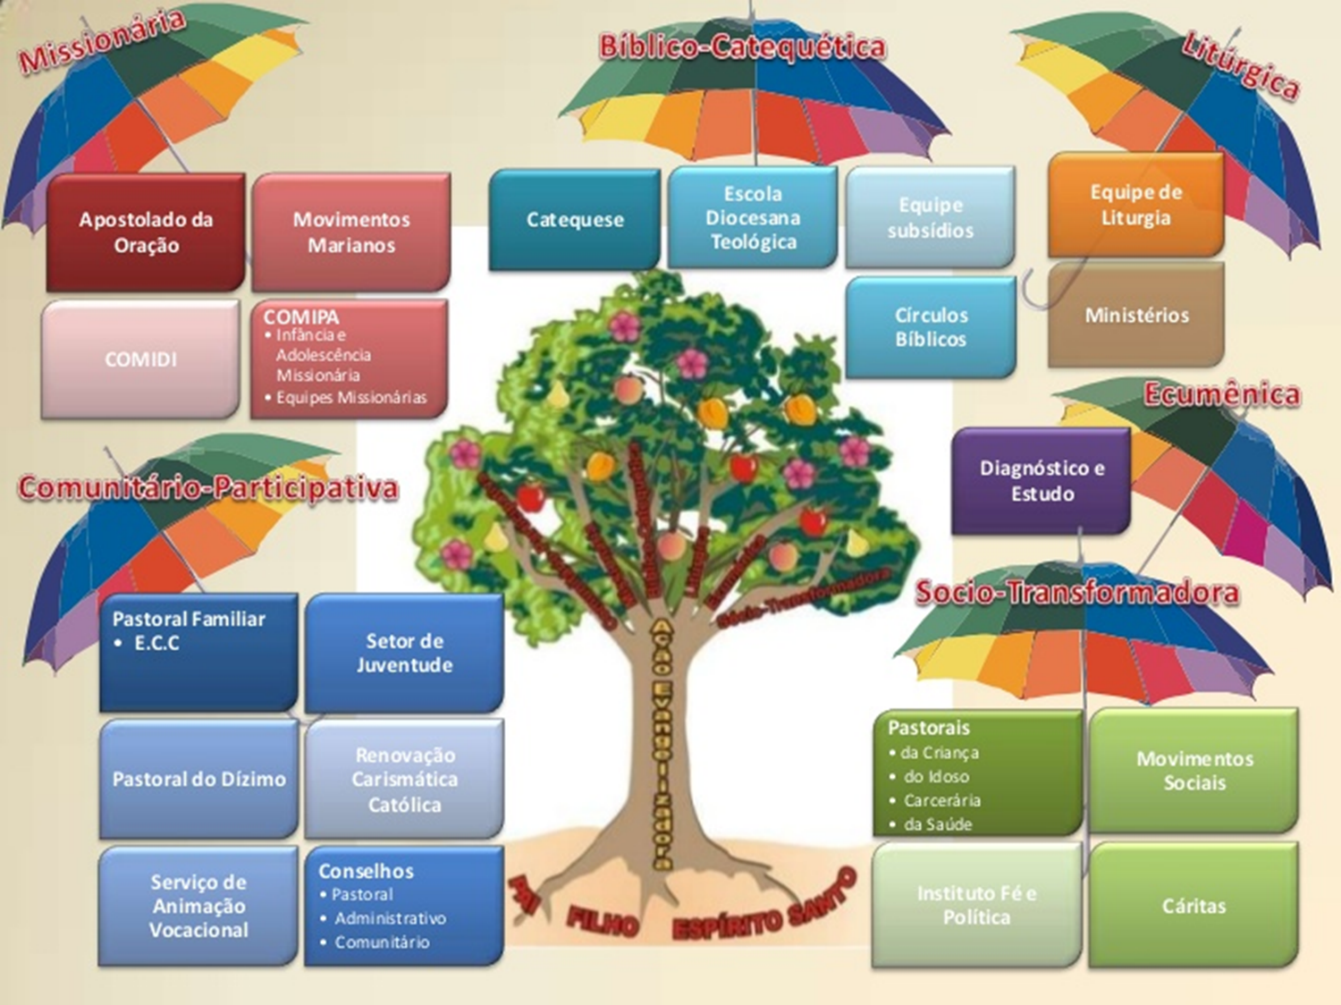 Missionária
Apostolado da
Oração
Movimentos
Marianos
COMIDI
COMIPA
• Infância e
Adolescência
Missionária
• Equipes Missionárias
Bíblico-Catequética
Catequese
Escola
Diocesana
Teológica
Equipe
subsídios
Círculos
Bíblicos
Litúrgica
Equipe de
Liturgia
Ministérios
Ecumênica
Diagnóstico e
Estudo
Comunitário-Participativa
Pastoral Familiar
• E.C.C
Setor de
Juventude
Pastoral do Dízimo
Renovação
Carismática
Católica
Serviço de
Animação
Vocacional
Conselhos
• Pastoral
• Administrativo
• Comunitário
Socio-Transformadora
Pastorais
• da Criança
• do Idoso
• Carcerária
• da Saúde
Movimentos
Sociais
Instituto Fé e
Política
Cáritas
Sócio-Transformadora
Ação Evangelizadora
PAI FILHO ESPÍRITO SANTO